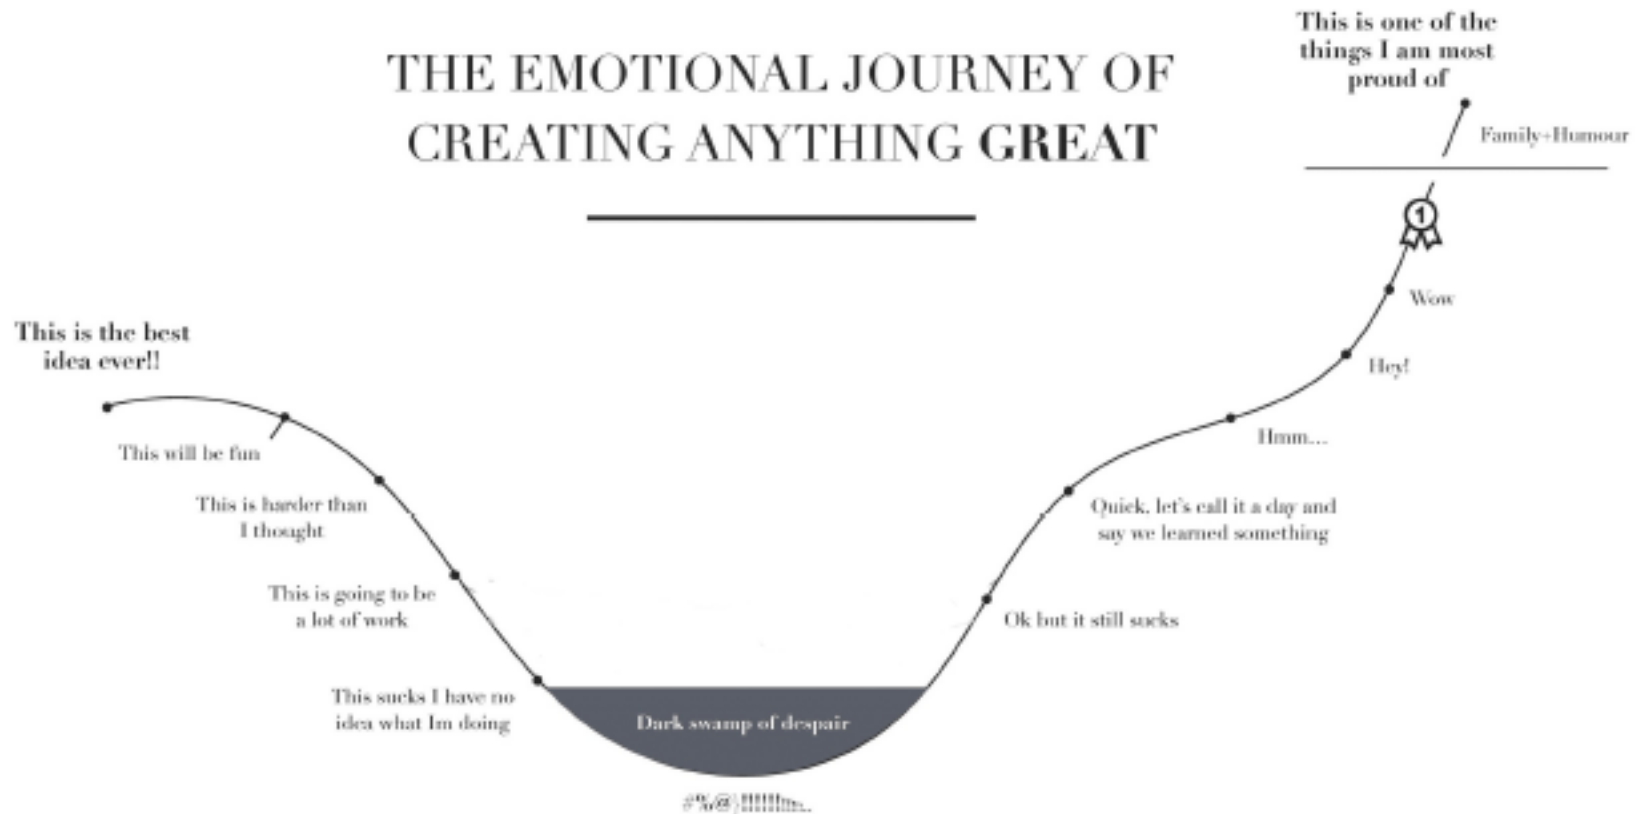 THE EMOTIONAL JOURNEY OF
CREATING ANYTHING GREAT
This is the best
idea ever!!
This will be fun
This is harder than
I thought
This is going to be
a lot of work
This sucks I have no
idea what Im doing
Dark swamp of despair
Ok but it still sucks
Quick, let's call it a day and
say we learned something
Hmm...
Hey!
Wow
1
Family+Humour
This is one of the
things I am most
proud of